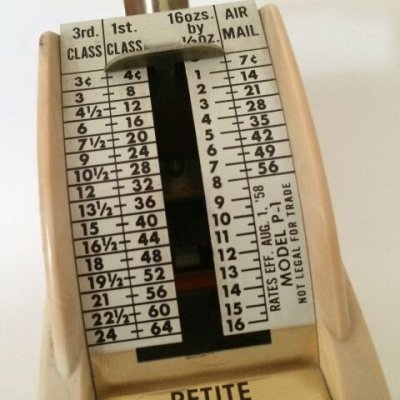 3rd. CLASS 1st. CLASS 16ozs. by ½oz. AIR MAIL
3¢ 4¢ 7¢
3 8 1 14
4½ 12 2 21
6 16 3 28
7½ 20 4 35
9 24 5 42
10½ 28 6 49
12 32 7 56
13½ 36 8
15 40 9
16½ 44 10
18 48 11
19½ 52 12
21 56 13
22½ 60 14
24 64 15
16
RATES EFF. AUG. 1, '58
MODEL P-1
NOT LEGAL FOR TRADE
PETITE